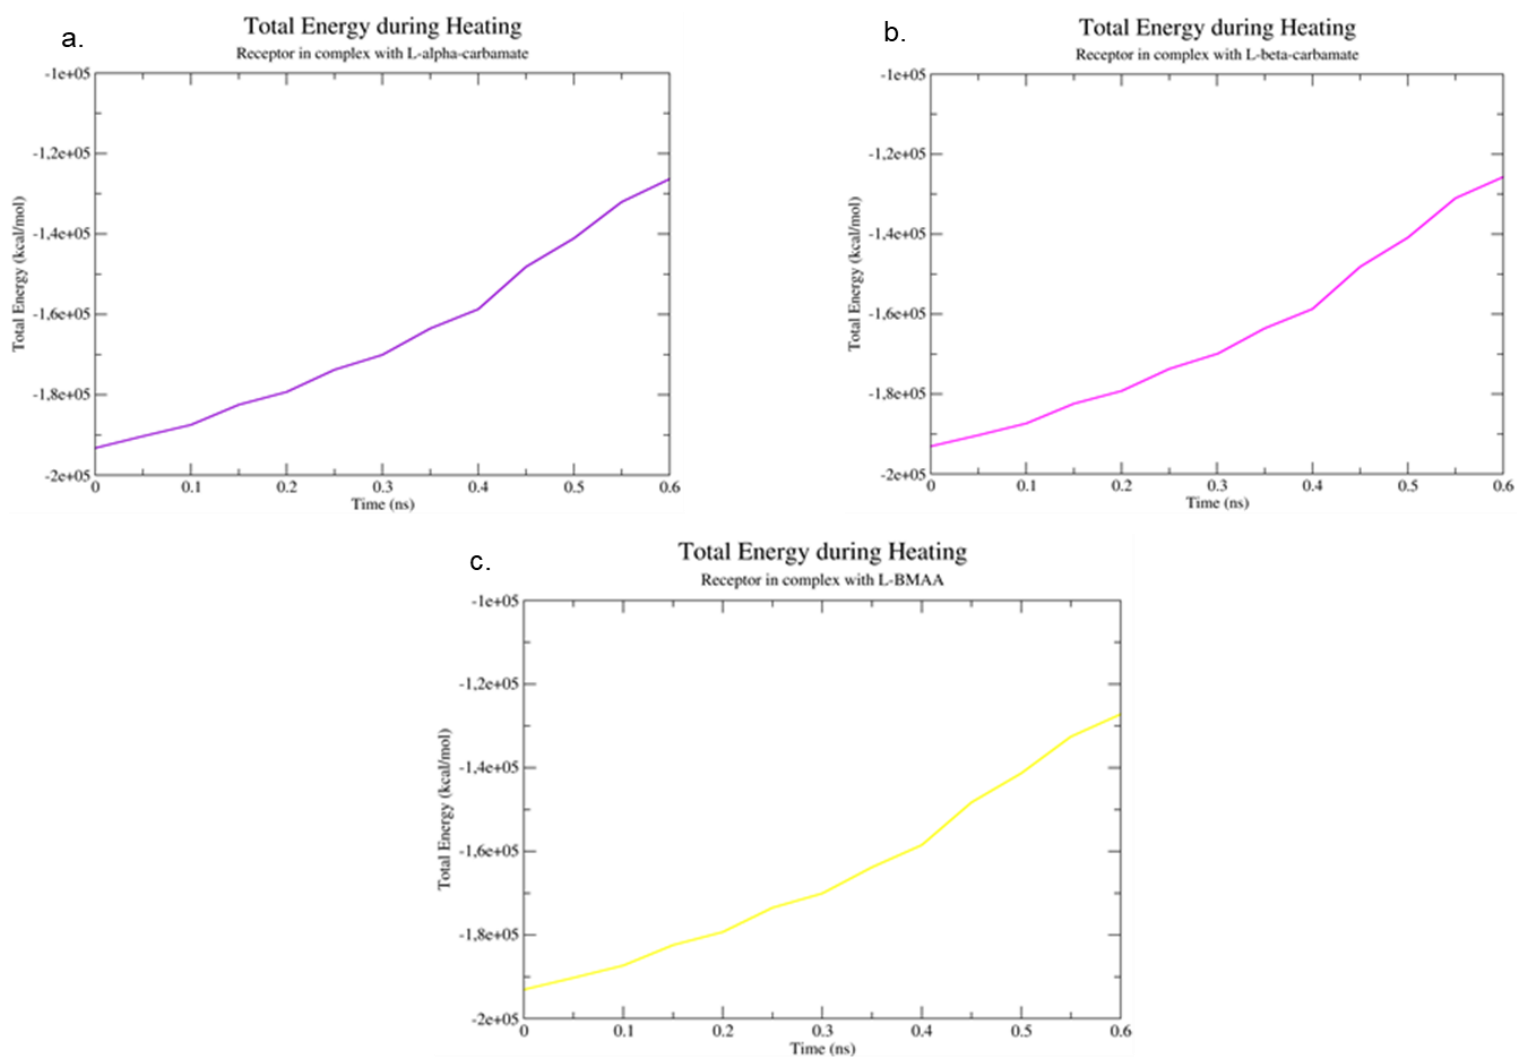 a.
Total Energy during Heating
Receptor in complex with L-alpha-carbamate
-1e+05
-1,2e+05
-1,4e+05
-1,6e+05
-1,8e+05
-2e+05
Total Energy (kcal/mol)
0 0.1 0.2 0.3 0.4 0.5 0.6
Time (ns)
b.
Total Energy during Heating
Receptor in complex with L-beta-carbamate
-1e+05
-1,2e+05
-1,4e+05
-1,6e+05
-1,8e+05
-2e+05
Total Energy (kcal/mol)
0 0.1 0.2 0.3 0.4 0.5 0.6
Time (ns)
c.
Total Energy during Heating
Receptor in complex with L-BMAA
-1e+05
-1,2e+05
-1,4e+05
-1,6e+05
-1,8e+05
-2e+05
Total Energy (kcal/mol)
0 0.1 0.2 0.3 0.4 0.5 0.6
Time (ns)